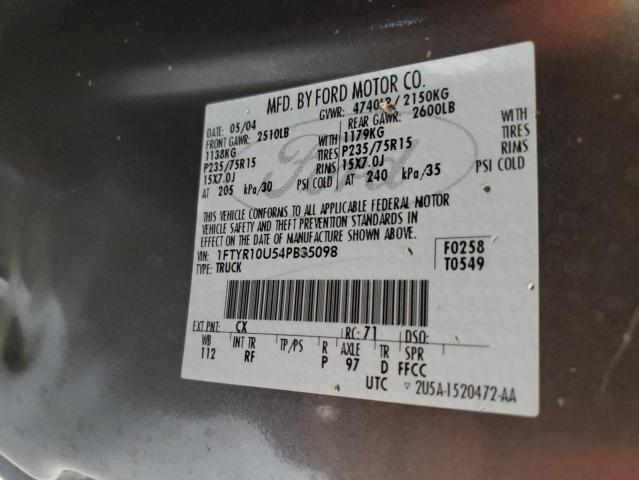 MFD. BY FORD MOTOR CO.
DATE: 05/04 GVWR: 4740LB / 2150KG
FRONT GAWR: 2510LB REAR GAWR: 2600LB
1138KG WITH 1179KG WITH
P235/75R15 TIRES P235/75R15 TIRES
15X7.0J RIMS 15X7.0J RIMS
AT 205 kPa/30 PSI COLD AT 240 kPa/35 PSI COLD
Ford
THIS VEHICLE CONFORMS TO ALL APPLICABLE FEDERAL MOTOR
VEHICLE SAFETY AND THEFT PREVENTION STANDARDS IN
EFFECT ON THE DATE OF MANUFACTURE SHOWN ABOVE.
VIN: 1FTYR10U54PB35098 F0258
TYPE: TRUCK T0549
EXT PNT: CX RC: 71 DSO:
WB INT TR TP/PS R AXLE TR SPR
112 RF P 97 D FFCC
UTC ▽ 2U5A-1520472-AA